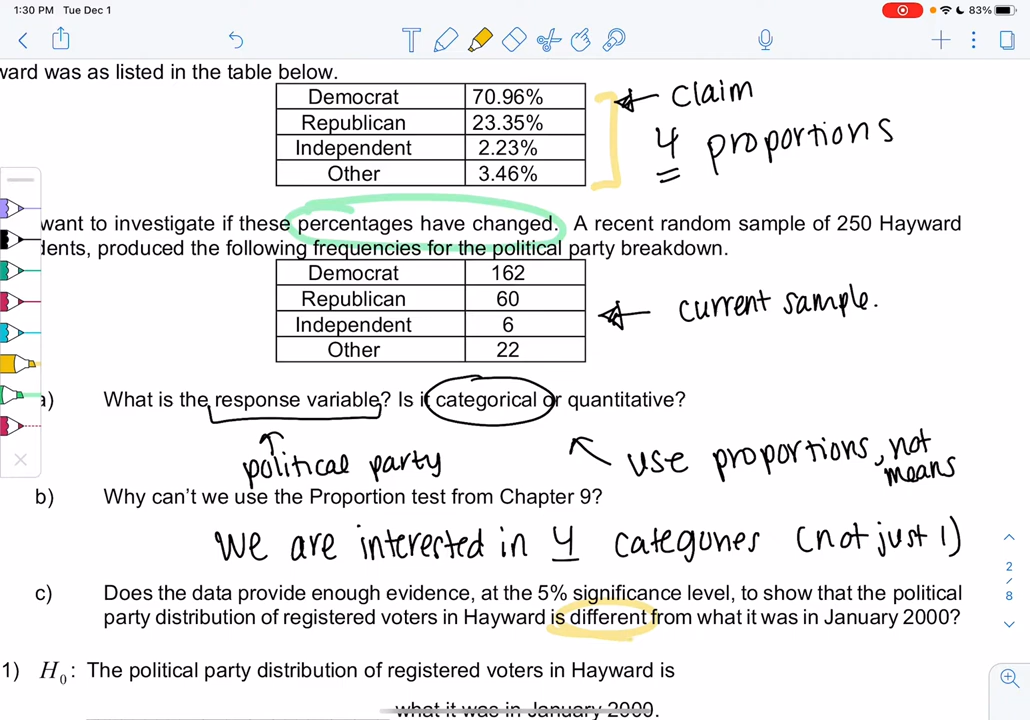 1:30 PM Tue Dec 1
83%
ward was as listed in the table below.
Democrat 70.96%
Republican 23.35%
Independent 2.23%
Other 3.46%
claim
4 proportions
want to investigate if these percentages have changed. A recent random sample of 250 Hayward
dents, produced the following frequencies for the political party breakdown.
Democrat 162
Republican 60
Independent 6
Other 22
current sample.
a) What is the response variable? Is it categorical or quantitative?
political party
use proportions, not means
b) Why can't we use the Proportion test from Chapter 9?
We are interested in 4 categories (not just 1)
c) Does the data provide enough evidence, at the 5% significance level, to show that the political
party distribution of registered voters in Hayward is different from what it was in January 2000?
2 / 8
1) H₀: The political party distribution of registered voters in Hayward is
what it was in January 2000.